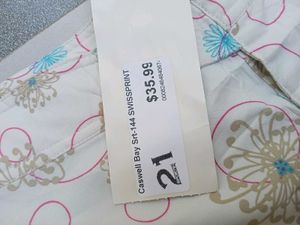 Caswell Bay Srt-144 SWISSPRINT
$35.99
21